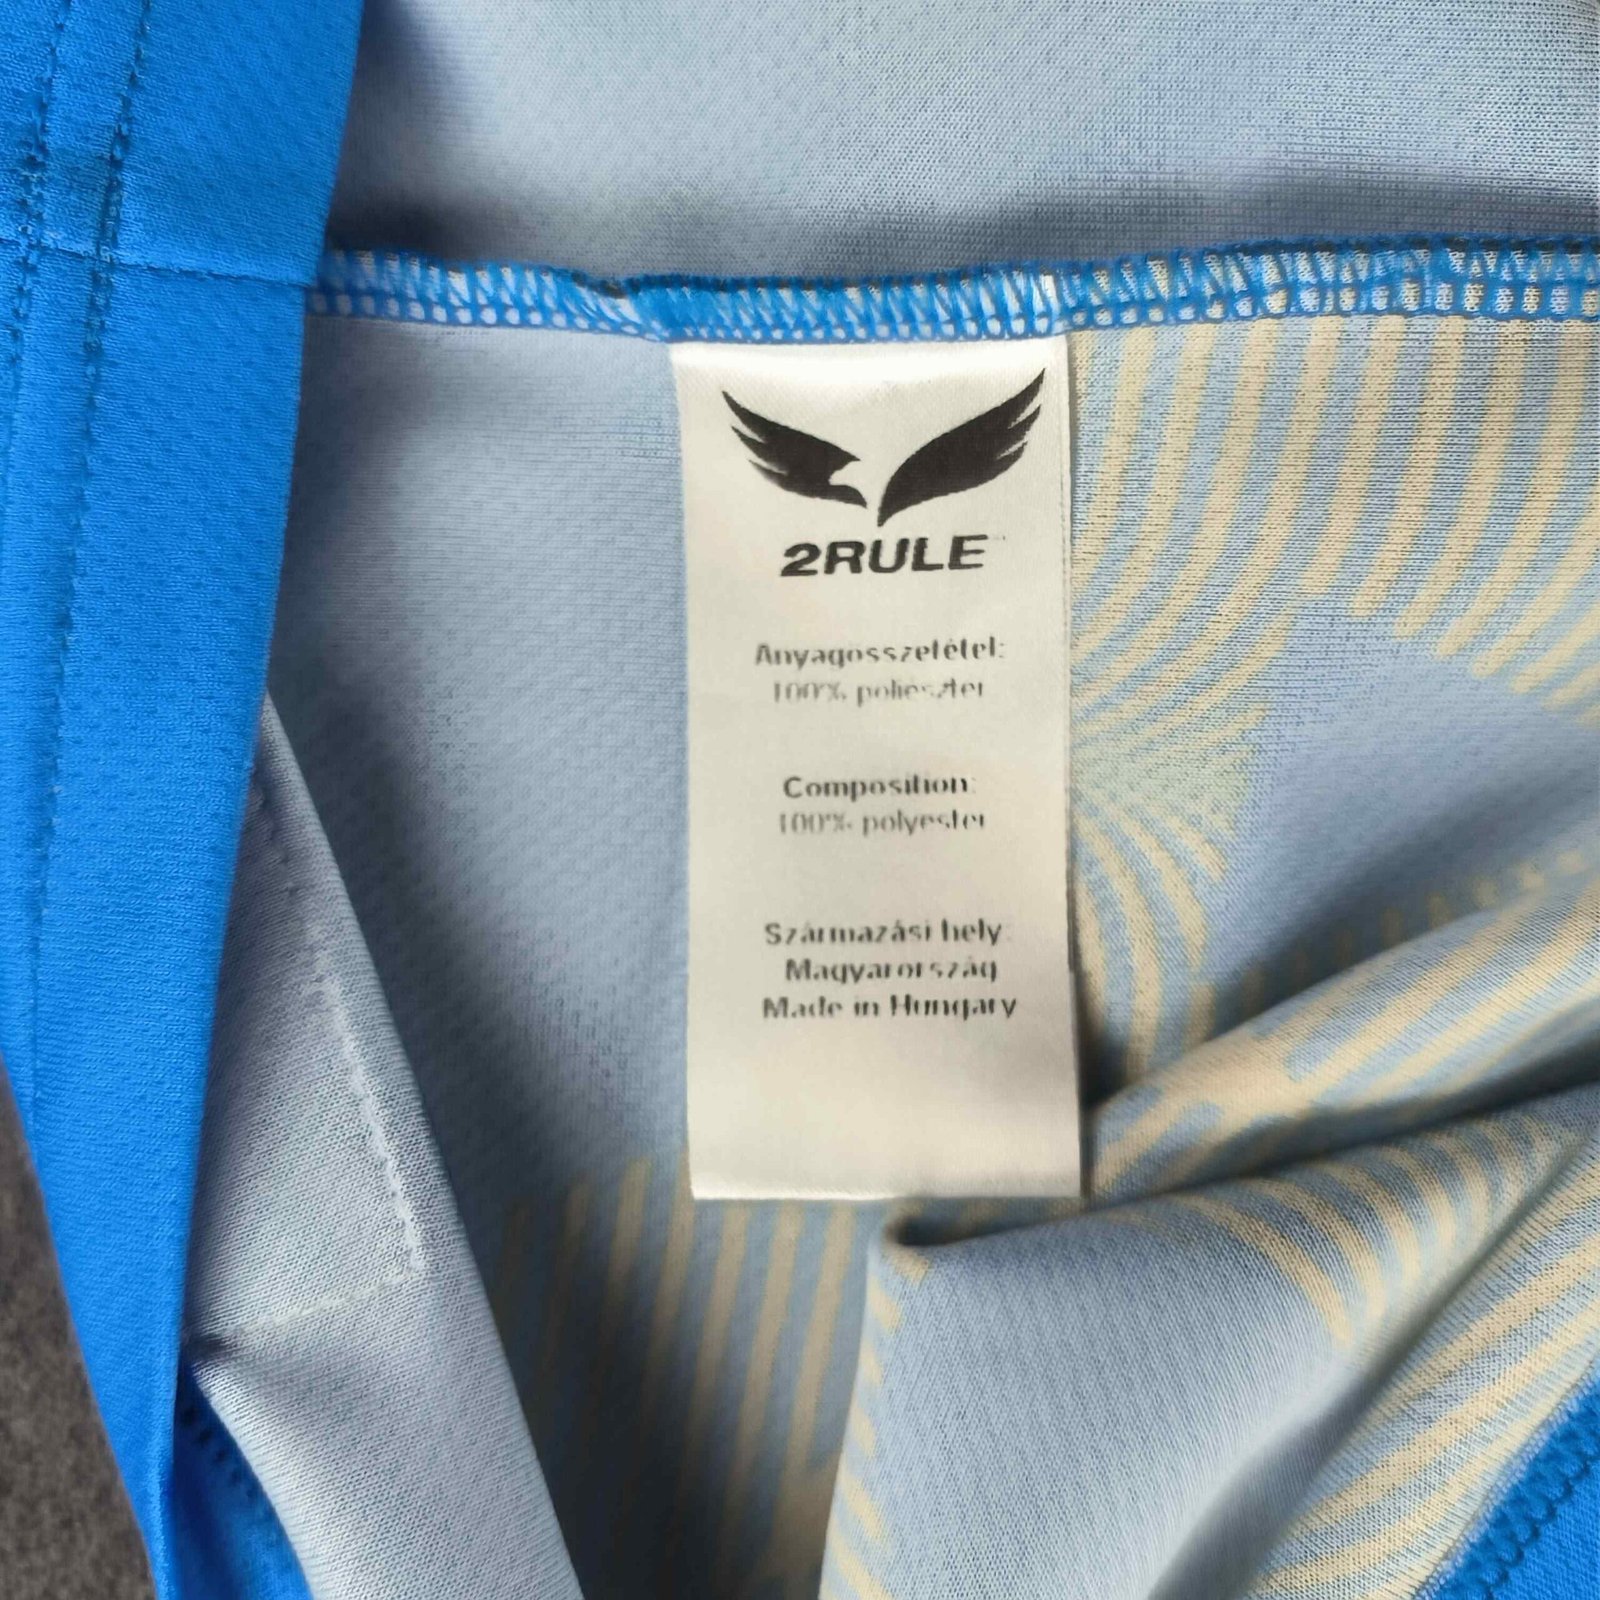 2RULE
Anyagösszetétel:
100% poliészter
Composition:
100% polyester
Származási hely:
Magyarország
Made in Hungary